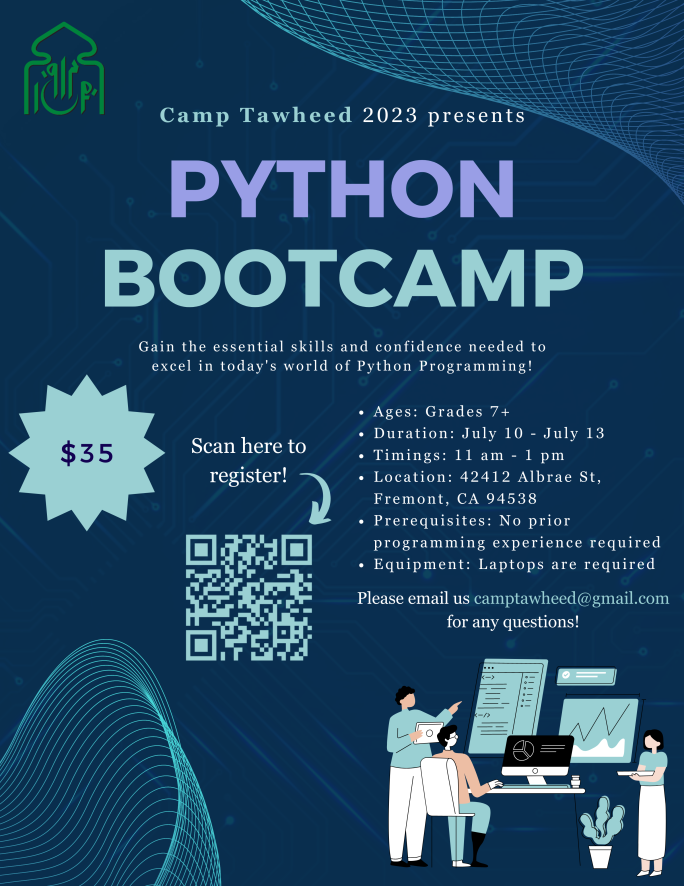 Camp Tawheed 2023 presents
PYTHON
BOOTCAMP
Gain the essential skills and confidence needed to
excel in today's world of Python Programming!
$35
Scan here to
register!
• Ages: Grades 7+
• Duration: July 10 - July 13
• Timings: 11 am - 1 pm
• Location: 42412 Albrae St,
Fremont, CA 94538
• Prerequisites: No prior
programming experience required
• Equipment: Laptops are required
Please email us camptawheed@gmail.com
for any questions!